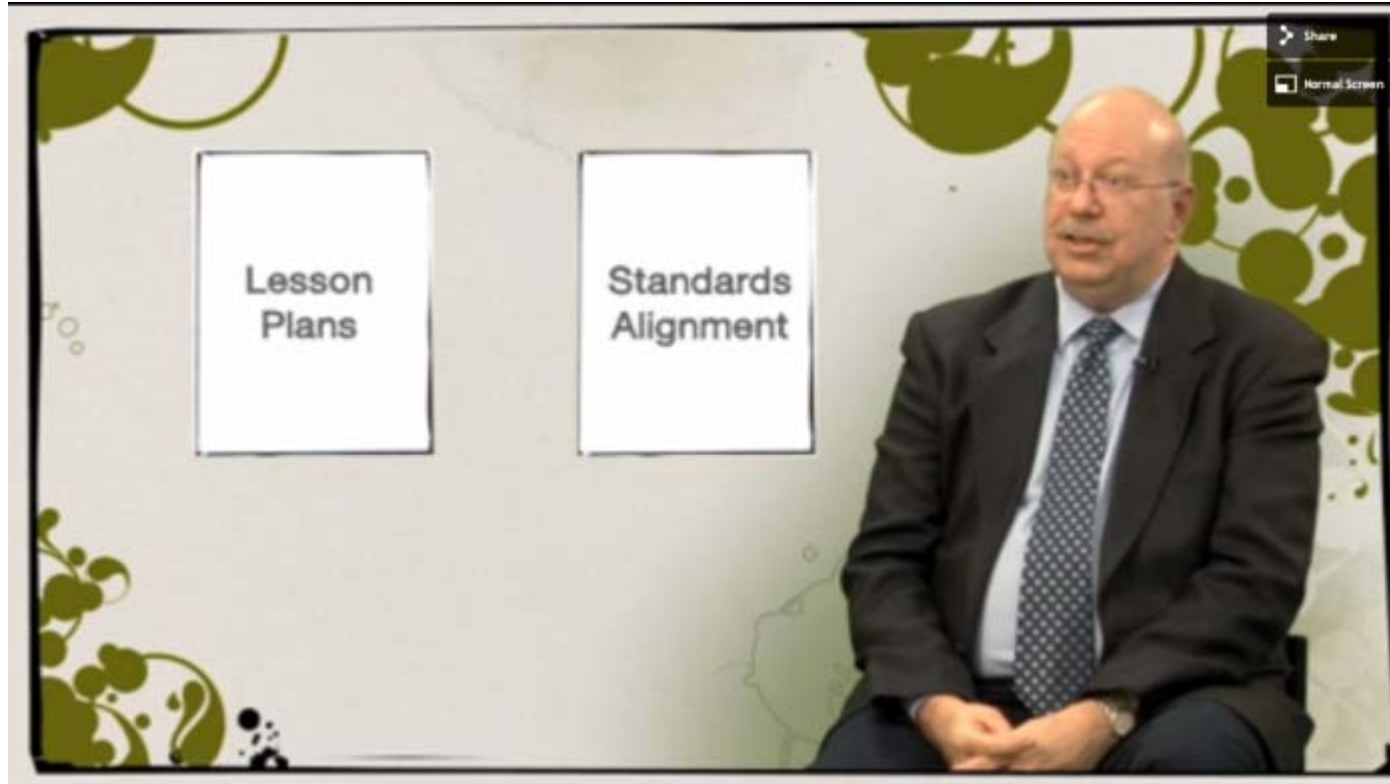 Share
Normal Screen
Lesson
Plans
Standards
Alignment